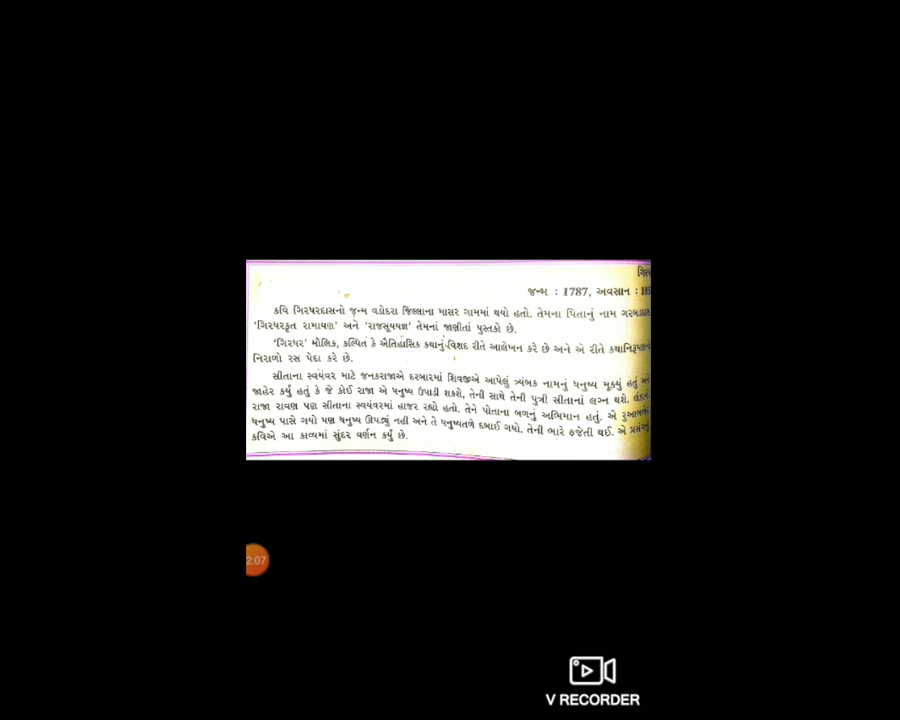 જન્મ : 1787, અવસાન :
કવિ ગિરધરદાસનો જન્મ વડોદરા જિલ્લાના માસર ગામમાં થયો હતો. તેમના પિતાનું નામ ગરબડદાસ
'ગિરધરકૃત રામાયણ' અને 'રાજસૂયયજ્ઞ' તેમનાં જાણીતાં પુસ્તકો છે.
'ગિરધર' મૌલિક, કલ્પિત કે ઐતિહાસિક કથાનું વિશદ રીતે આલેખન કરે છે અને એ રીતે કથાનિરૂપણનો
નિરાળો રસ પેદા કરે છે.
સીતાના સ્વયંવર માટે જનકરાજાએ દરબારમાં શિવજીએ આપેલું ત્ર્યંબક નામનું ધનુષ્ય મૂક્યું હતું અને
જાહેર કર્યું હતું કે જે કોઈ રાજા એ ધનુષ્ય ઉપાડી શકશે, તેની સાથે તેની પુત્રી સીતાનાં લગ્ન થશે. લંકાનો
રાજા રાવણ પણ સીતાના સ્વયંવરમાં હાજર રહ્યો હતો. તેને પોતાના બળનું અભિમાન હતું. એ રુઆબભેર
ધનુષ્ય પાસે ગયો પણ ધનુષ્ય ઊપડ્યું નહી અને તે ધનુષ્યતળે દબાઈ ગયો. તેની ભારે ફજેતી થઈ. એ પ્રસંગનું
કવિએ આ કાવ્યમાં સુંદર વર્ણન કર્યું છે.
2:07
V RECORDER